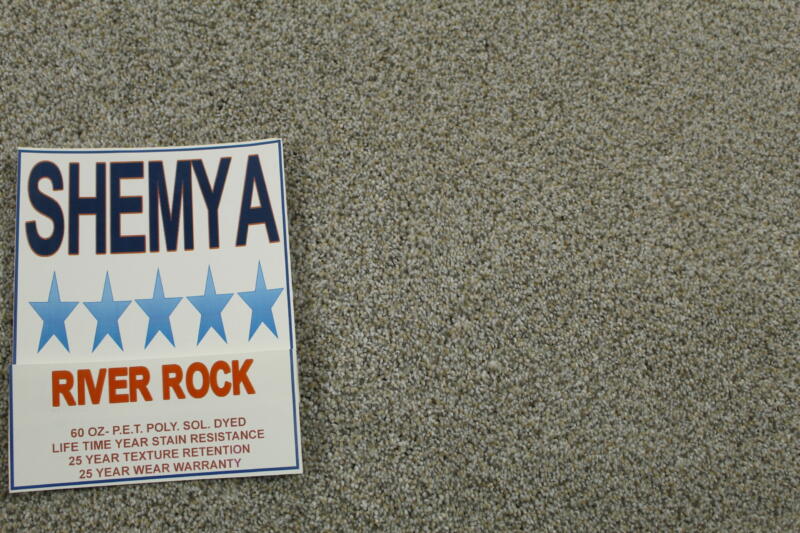 SHEMYA
RIVER ROCK
60 OZ- P.E.T. POLY. SOL. DYED
LIFE TIME YEAR STAIN RESISTANCE
25 YEAR TEXTURE RETENTION
25 YEAR WEAR WARRANTY